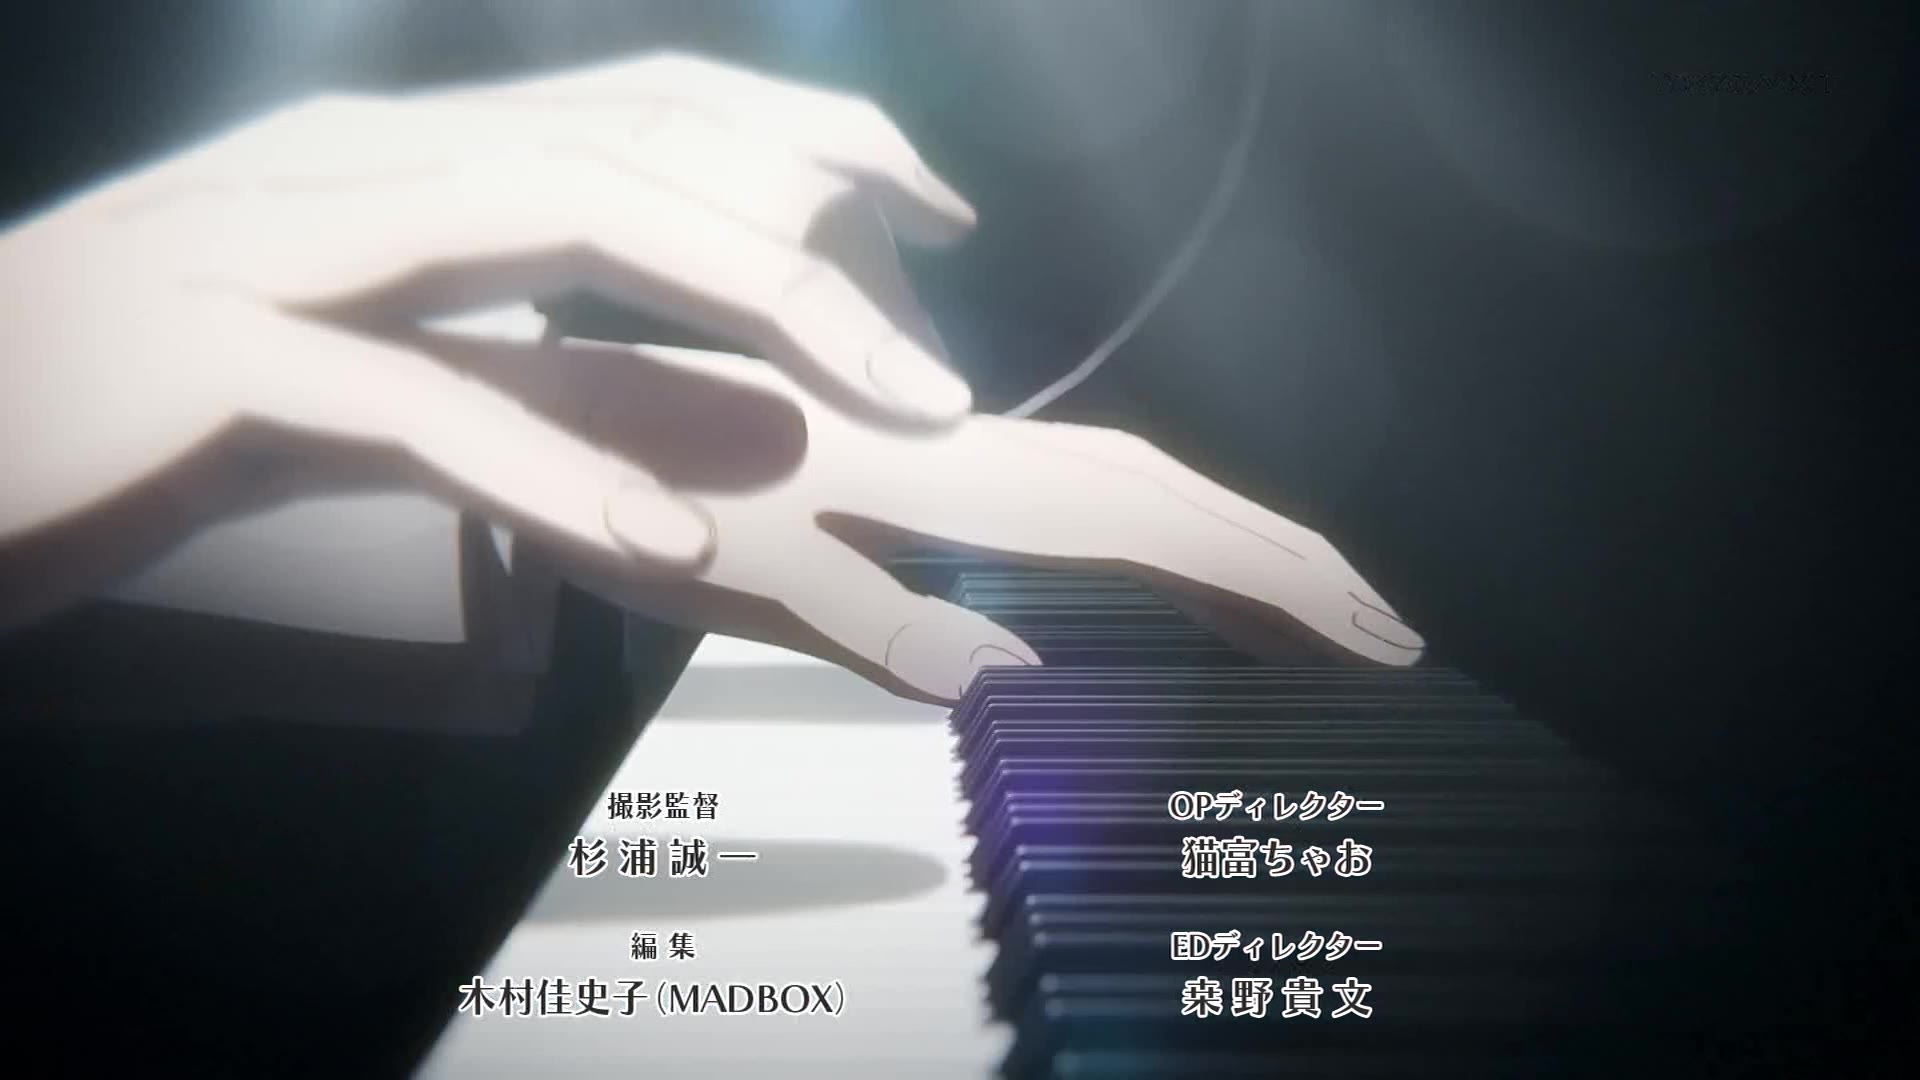 撮影監督
杉浦誠一
編集
木村佳史子(MADBOX)
OPディレクター
猫富ちゃお
EDディレクター
桒野貴文